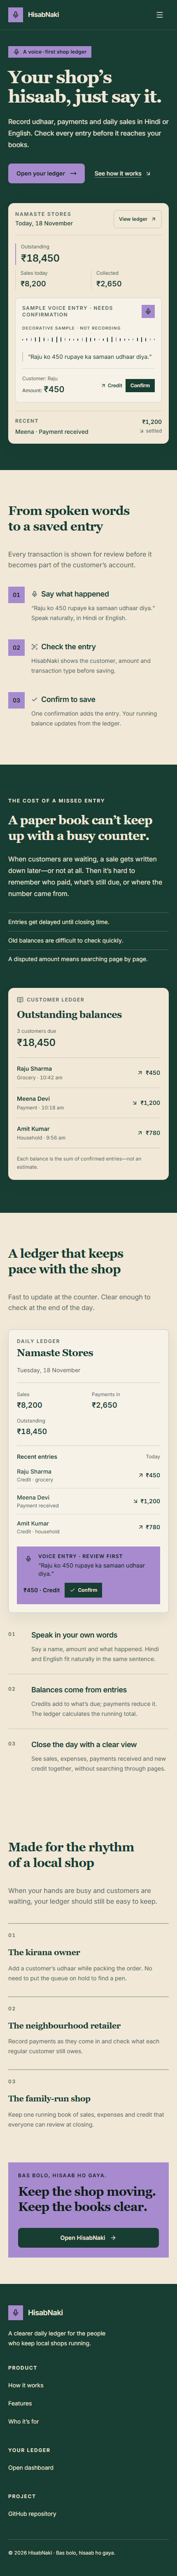 HisabNaki
A voice-first shop ledger
Your shop's
hisaab, just say it.
Record udhaar, payments and daily sales in Hindi or
English. Check every entry before it reaches your
books.
Open your ledger →
See how it works ↘
NAMASTE STORES
Today, 18 November
View ledger ↗
Outstanding
₹18,450
Sales today
₹8,200
Collected
₹2,650
SAMPLE VOICE ENTRY · NEEDS
CONFIRMATION
DECORATIVE SAMPLE · NOT RECORDING
"Raju ko 450 rupaye ka samaan udhaar diya."
Customer: Raju
Amount: ₹450
↗ Credit
Confirm
RECENT
Meena · Payment received
₹1,200
↘ settled
From spoken words
to a saved entry
Every transaction is shown for review before it
becomes part of the customer's account.
01
Say what happened
"Raju ko 450 rupaye ka samaan udhaar diya."
Speak naturally, in Hindi or English.
02
Check the entry
HisabNaki shows the customer, amount and
transaction type before saving.
03
Confirm to save
One confirmation adds the entry. Your running
balance updates from the ledger.
THE COST OF A MISSED ENTRY
A paper book can't keep
up with a busy counter.
When customers are waiting, a sale gets written
down later—or not at all. Then it's hard to
remember who paid, what's still due, or where the
number came from.
Entries get delayed until closing time.
Old balances are difficult to check quickly.
A disputed amount means searching page by page.
CUSTOMER LEDGER
Outstanding balances
3 customers due
₹18,450
Raju Sharma
Grocery · 10:42 am
↗ ₹450
Meena Devi
Payment · 10:18 am
↘ ₹1,200
Amit Kumar
Household · 9:56 am
↗ ₹780
Each balance is the sum of confirmed entries—not an
estimate.
A ledger that keeps
pace with the shop
Fast to update at the counter. Clear enough to
check at the end of the day.
DAILY LEDGER
Namaste Stores
Tuesday, 18 November
Sales
₹8,200
Payments in
₹2,650
Outstanding
₹18,450
Recent entries
Today
Raju Sharma
Credit · grocery
↗ ₹450
Meena Devi
Payment received
↘ ₹1,200
Amit Kumar
Credit · household
↗ ₹780
VOICE ENTRY · REVIEW FIRST
"Raju ko 450 rupaye ka samaan udhaar
diya."
₹450 · Credit
Confirm
01
Speak in your own words
Say a name, amount and what happened. Hindi
and English fit naturally in the same sentence.
02
Balances come from entries
Credits add to what's due; payments reduce it.
The ledger calculates the running total.
03
Close the day with a clear view
See sales, expenses, payments received and new
credit together, without searching through pages.
Made for the rhythm
of a local shop
When your hands are busy and customers are
waiting, your ledger should still be easy to keep.
01
The kirana owner
Add a customer's udhaar while packing the order. No
need to put the queue on hold to find a pen.
02
The neighbourhood retailer
Record payments as they come in and check what each
regular customer still owes.
03
The family-run shop
Keep one running book of sales, expenses and credit that
everyone can review at closing.
BAS BOLO, HISAAB HO GAYA.
Keep the shop moving.
Keep the books clear.
Open HisabNaki →
HisabNaki
A clearer daily ledger for the people
who keep local shops running.
PRODUCT
How it works
Features
Who it's for
YOUR LEDGER
Open dashboard
PROJECT
GitHub repository
© 2026 HisabNaki · Bas bolo, hisaab ho gaya.